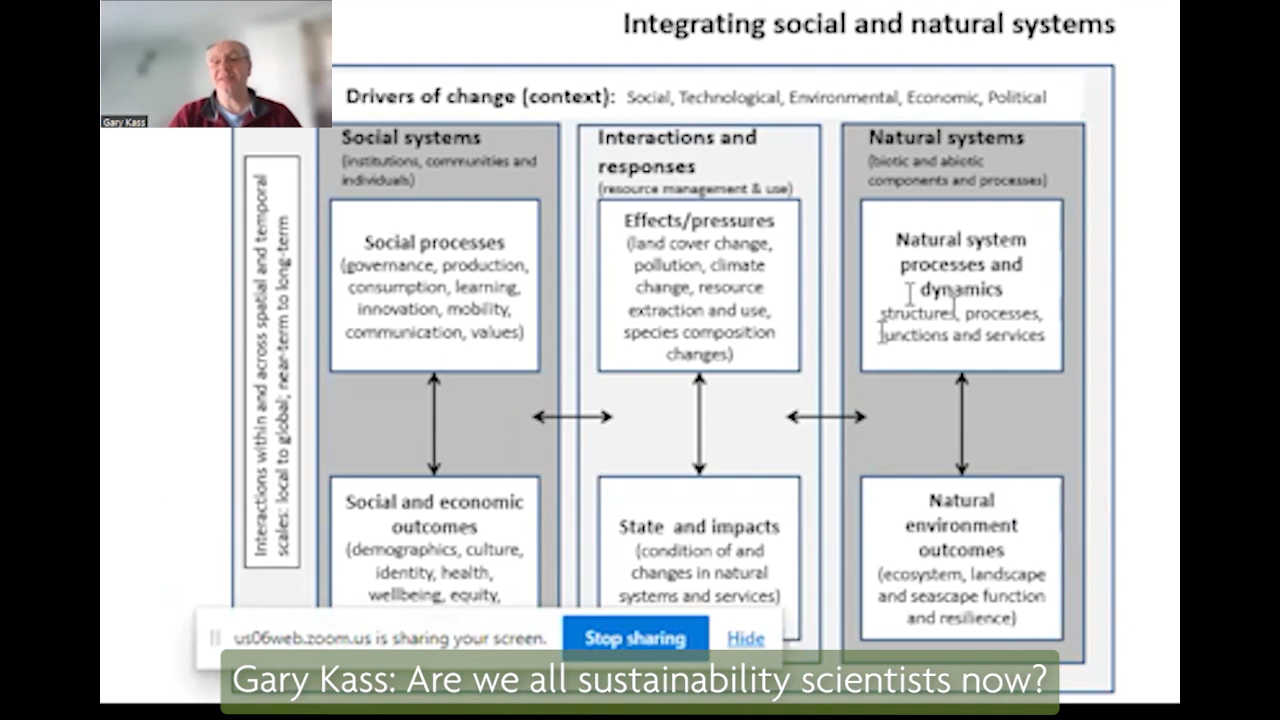 Integrating social and natural systems
Gary Kass
Drivers of change (context): Social, Technological, Environmental, Economic, Political
Interactions within and across spatial and temporal
scales: local to global; near-term to long-term
Social systems
(institutions, communities and
individuals)
Social processes
(governance, production,
consumption, learning,
innovation, mobility,
communication, values)
Social and economic
outcomes
(demographics, culture,
identity, health,
wellbeing, equity,
Interactions and
responses
(resource management & use)
Effects/pressures
(land cover change,
pollution, climate
change, resource
extraction and use,
species composition
changes)
State and impacts
(condition of and
changes in natural
systems and services)
Natural systems
(biotic and abiotic
components and processes)
Natural system
processes and
dynamics
structures, processes,
functions and services
Natural
environment
outcomes
(ecosystem, landscape
and seascape function
and resilience)
us06web.zoom.us is sharing your screen.
Stop sharing
Hide
Gary Kass: Are we all sustainability scientists now?